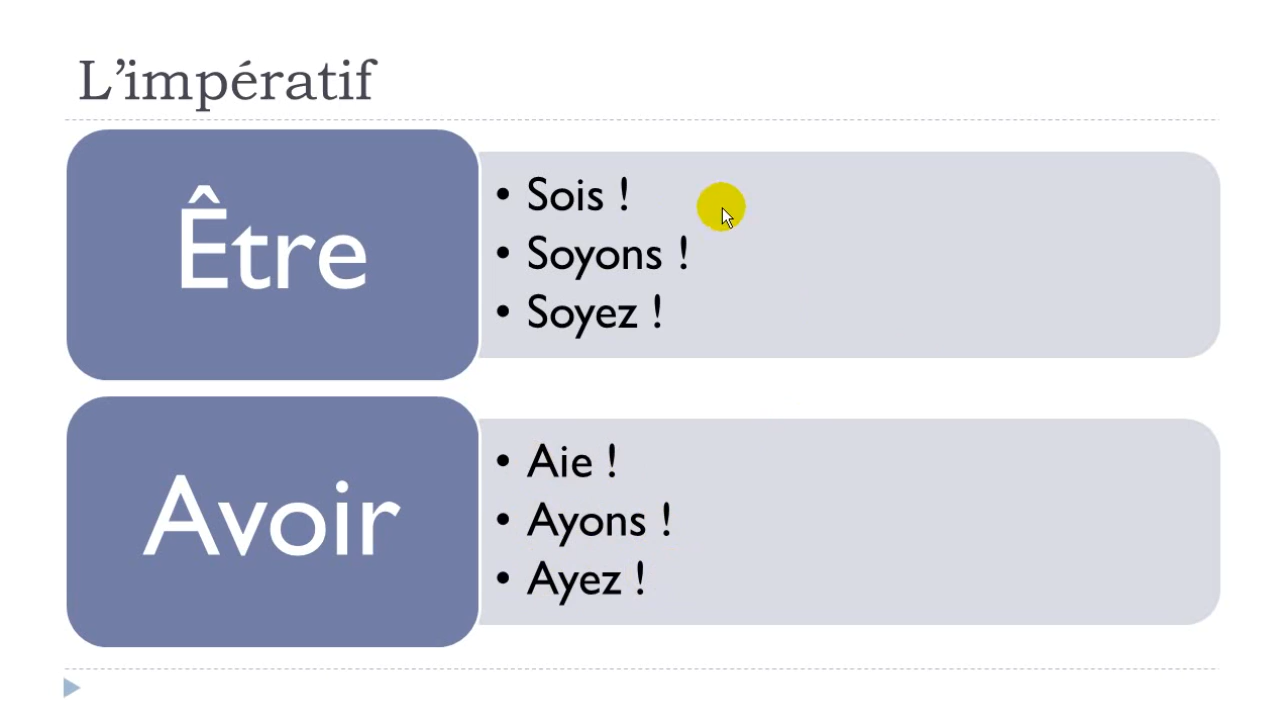 L’impératif
Être
• Sois !
• Soyons !
• Soyez !
Avoir
• Aie !
• Ayons !
• Ayez !